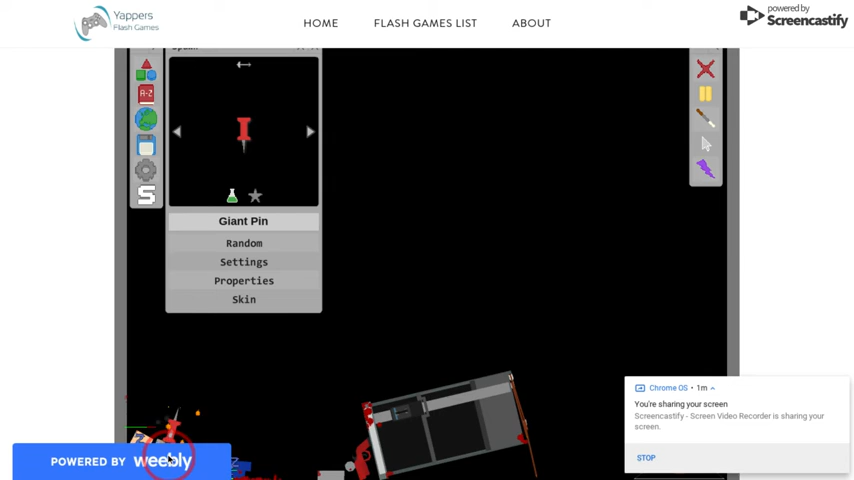 Yappers
Flash Games
HOME
FLASH GAMES LIST
ABOUT
powered by
Screencastify
A-Z
S
Giant Pin
Random
Settings
Properties
Skin
Chrome OS • 1m
You're sharing your screen
Screencastify - Screen Video Recorder is sharing your
screen.
STOP
POWERED BY weebly